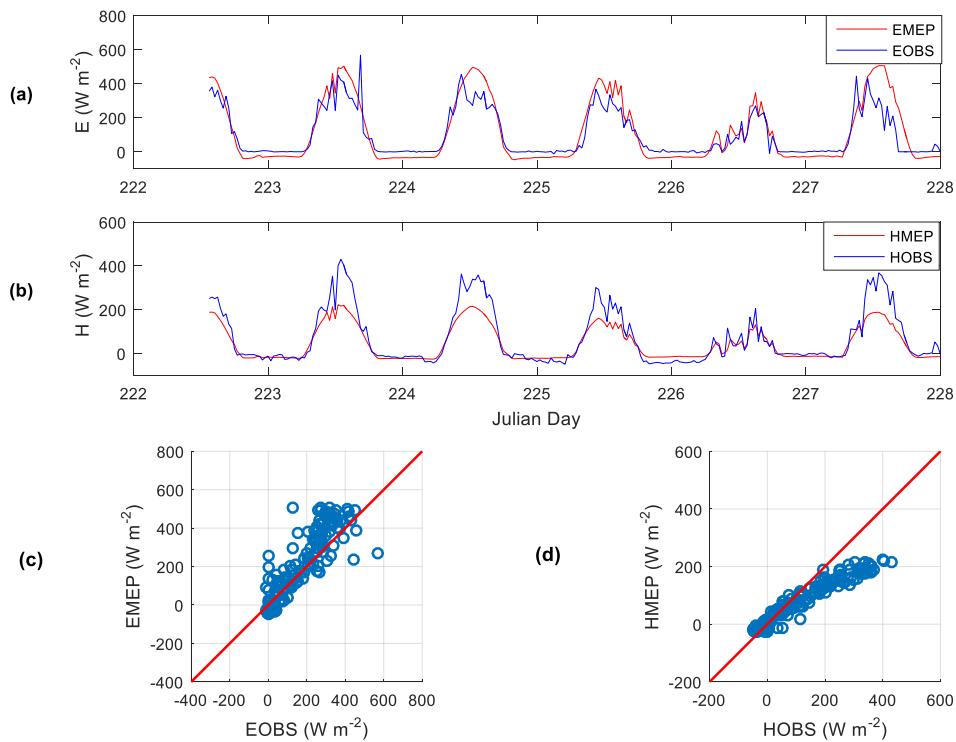 (a)
E (W m-2)
800
600
400
200
0
EMEP
EOBS
222 223 224 225 226 227 228
(b)
H (W m-2)
600
400
200
0
HMEP
HOBS
222 223 224 225 226 227 228
Julian Day
(c)
EMEP (W m-2)
800
600
400
200
0
-200
-400
-400 -200 0 200 400 600 800
EOBS (W m-2)
(d)
HMEP (W m-2)
600
400
200
0
-200
-200 0 200 400 600
HOBS (W m-2)